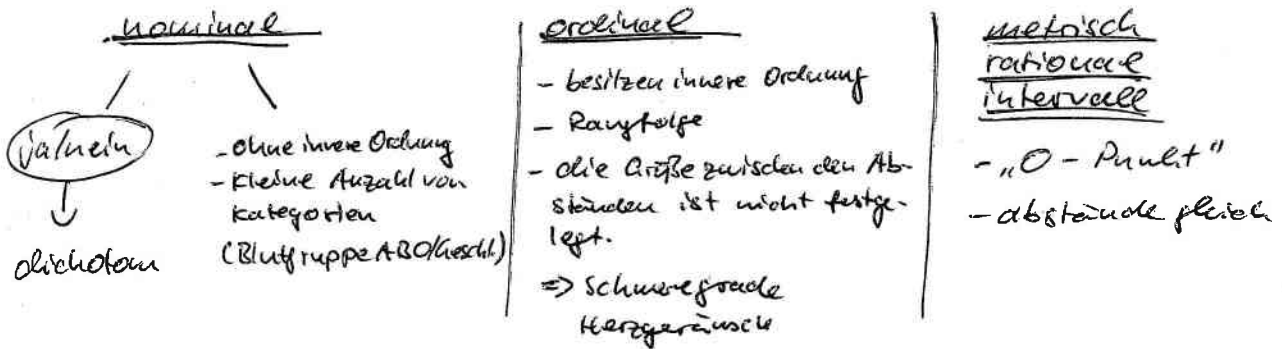 nominal
ja/nein
dichotom
- ohne innere Ordnung
- kleine Anzahl von
Kategorien
(Blutgruppe ABO/Geschl.)
ordinal
- besitzen innere Ordnung
- Rangfolge
- die Größe zwischen den Ab-
ständen ist nicht festge-
legt.
=> Schweregrade
Herzgeräusch
metrisch
rational
intervall
- „0 - Punkt"
- abstände gleich